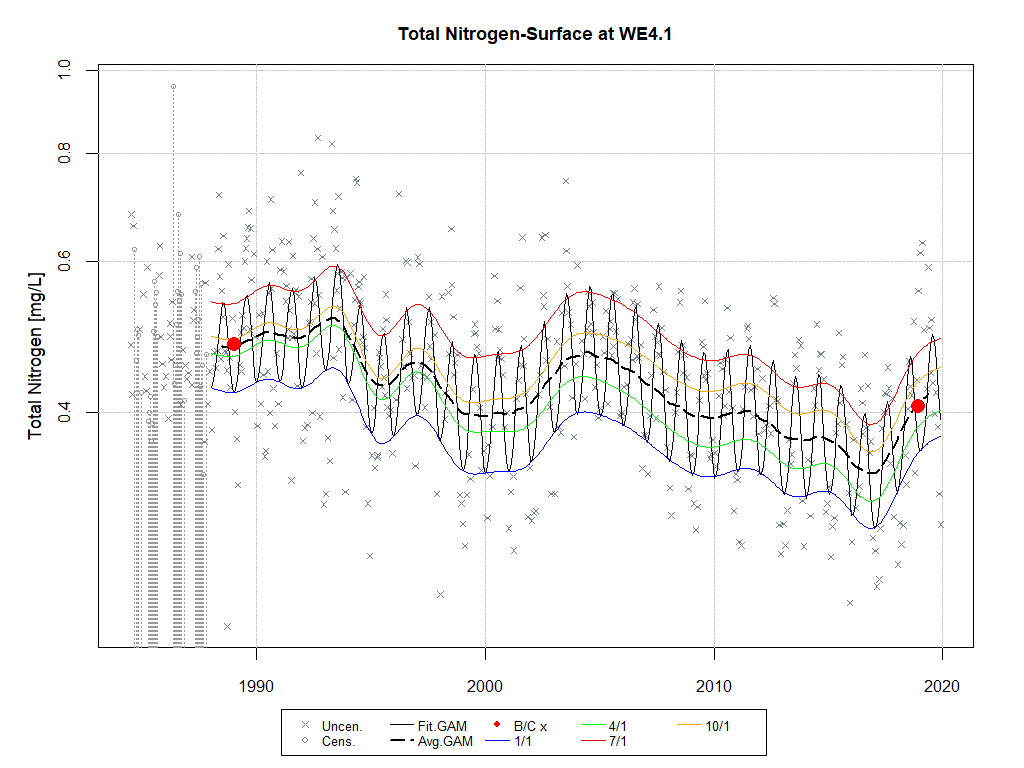 Total Nitrogen-Surface at WE4.1
Total Nitrogen [mg/L]
1.0
0.8
0.6
0.4
1990 2000 2010 2020
Uncen. Fit.GAM B/C x 4/1 10/1
Cens. Avg.GAM 1/1 7/1